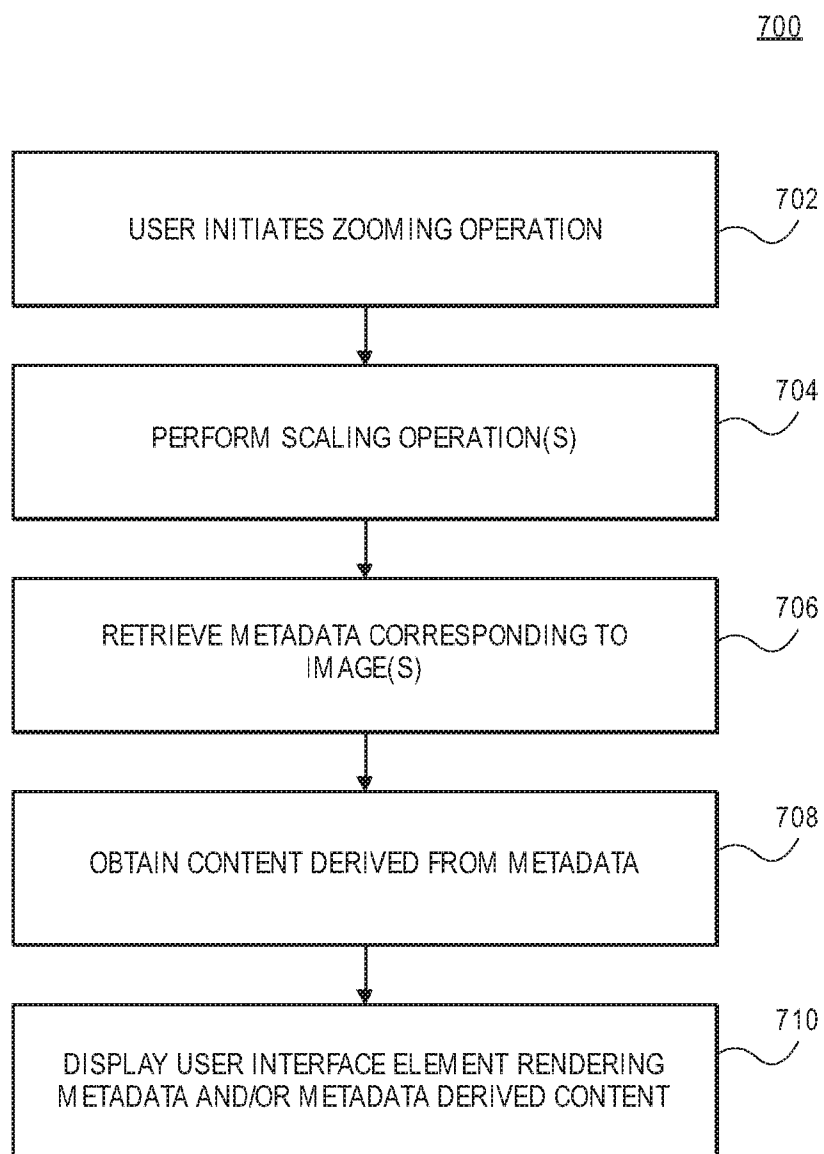 700
USER INITIATES ZOOMING OPERATION
702
PERFORM SCALING OPERATION(S)
704
RETRIEVE METADATA CORRESPONDING TO
IMAGE(S)
706
OBTAIN CONTENT DERIVED FROM METADATA
708
DISPLAY USER INTERFACE ELEMENT RENDERING
METADATA AND/OR METADATA DERIVED CONTENT
710